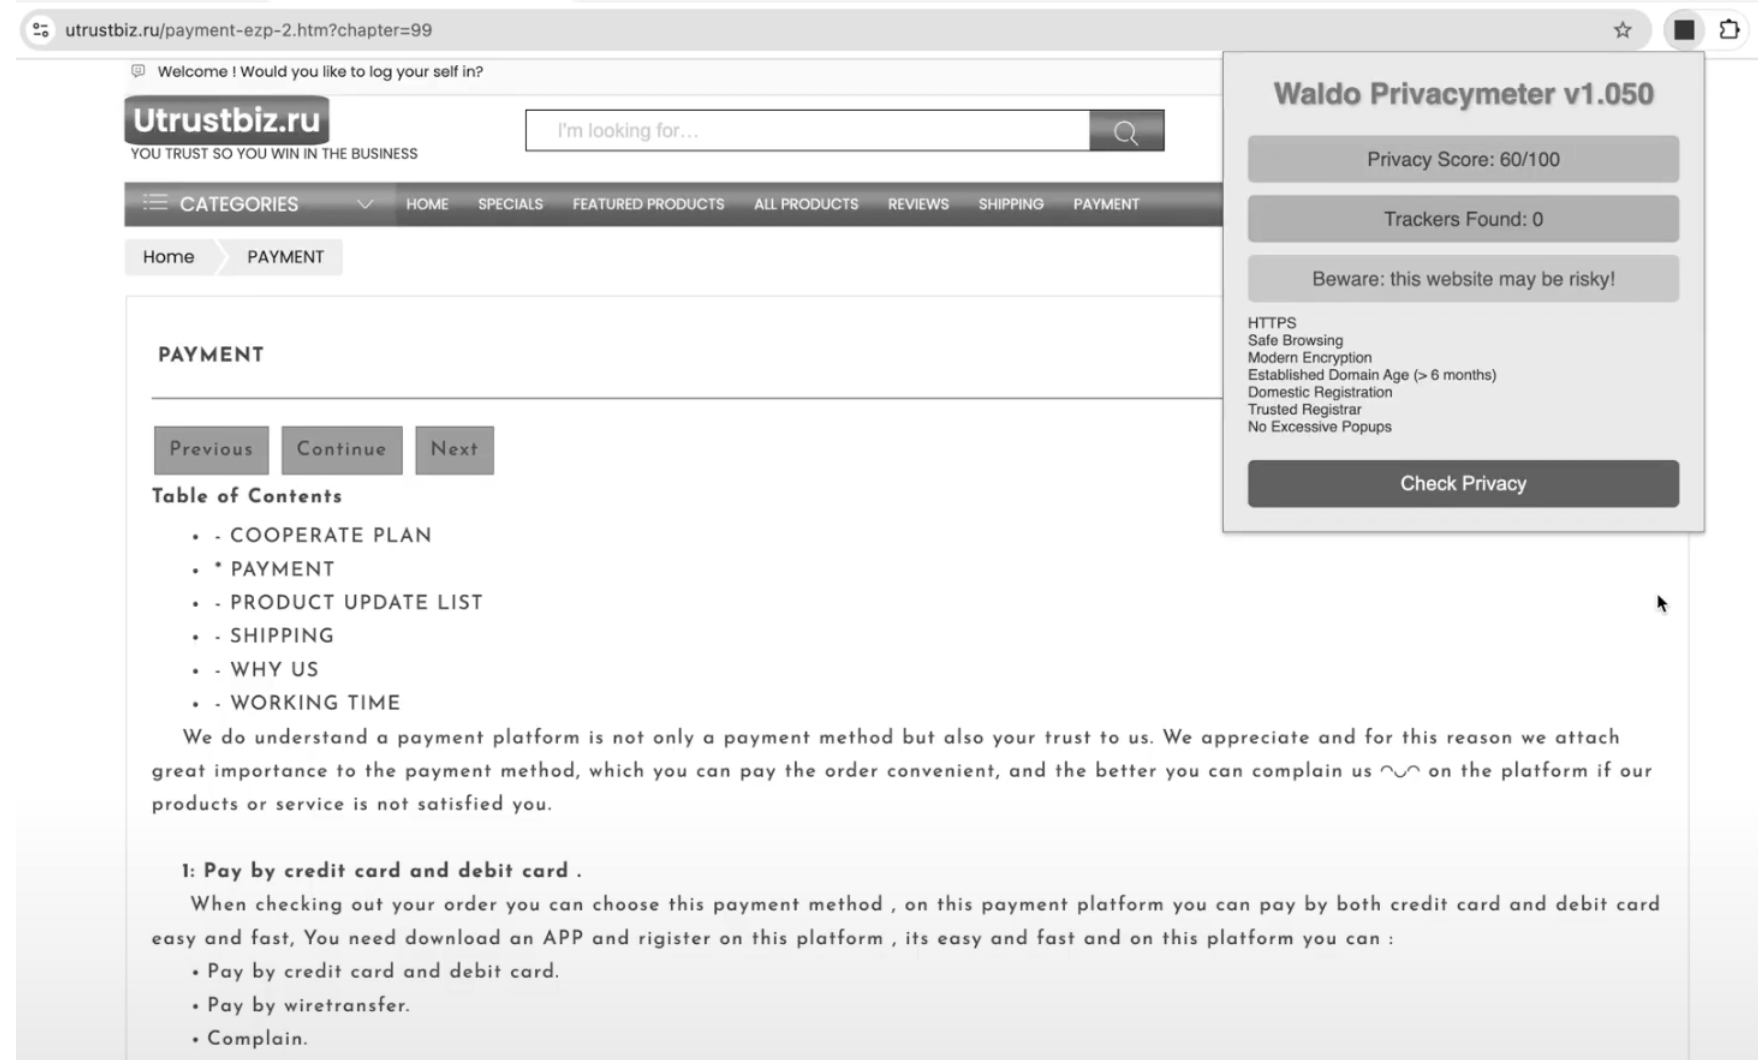 utrustbiz.ru/payment-ezp-2.htm?chapter=99
Welcome ! Would you like to log your self in?
Utrustbiz.ru
YOU TRUST SO YOU WIN IN THE BUSINESS
I'm looking for...
CATEGORIES HOME SPECIALS FEATURED PRODUCTS ALL PRODUCTS REVIEWS SHIPPING PAYMENT
Home PAYMENT
PAYMENT
Previous Continue Next
Table of Contents
• - COOPERATE PLAN
• * PAYMENT
• - PRODUCT UPDATE LIST
• - SHIPPING
• - WHY US
• - WORKING TIME
We do understand a payment platform is not only a payment method but also your trust to us. We appreciate and for this reason we attach
great importance to the payment method, which you can pay the order convenient, and the better you can complain us ^_^ on the platform if our
products or service is not satisfied you.
1: Pay by credit card and debit card .
When checking out your order you can choose this payment method , on this payment platform you can pay by both credit card and debit card
easy and fast, You need download an APP and rigister on this platform , its easy and fast and on this platform you can :
• Pay by credit card and debit card.
• Pay by wiretransfer.
• Complain.
Waldo Privacymeter v1.050
Privacy Score: 60/100
Trackers Found: 0
Beware: this website may be risky!
HTTPS
Safe Browsing
Modern Encryption
Established Domain Age (> 6 months)
Domestic Registration
Trusted Registrar
No Excessive Popups
Check Privacy